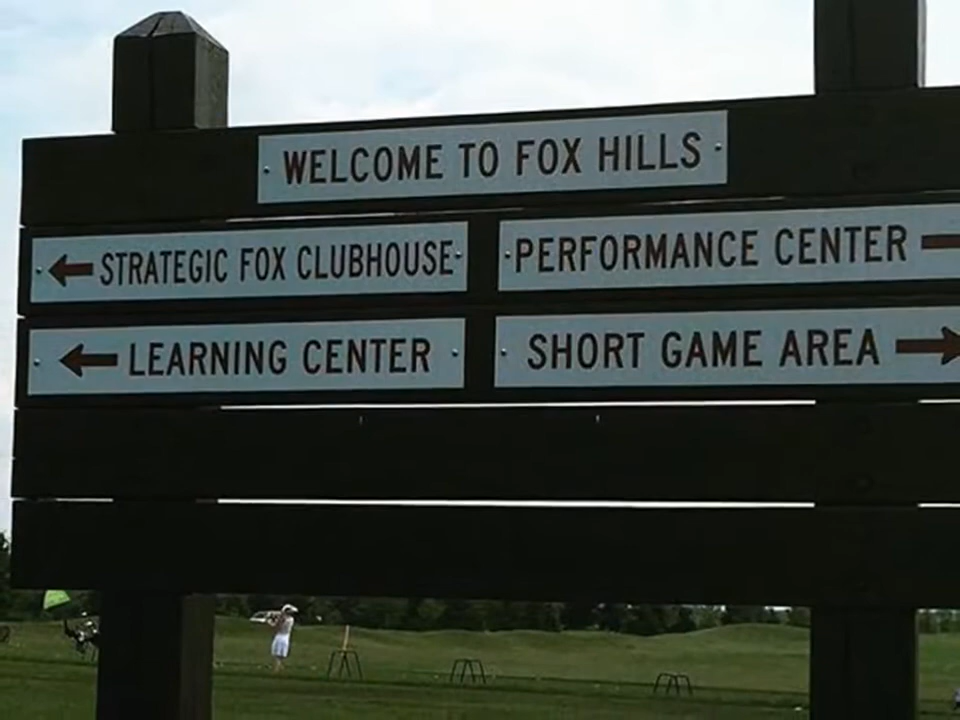 WELCOME TO FOX HILLS
STRATEGIC FOX CLUBHOUSE
PERFORMANCE CENTER
LEARNING CENTER
SHORT GAME AREA